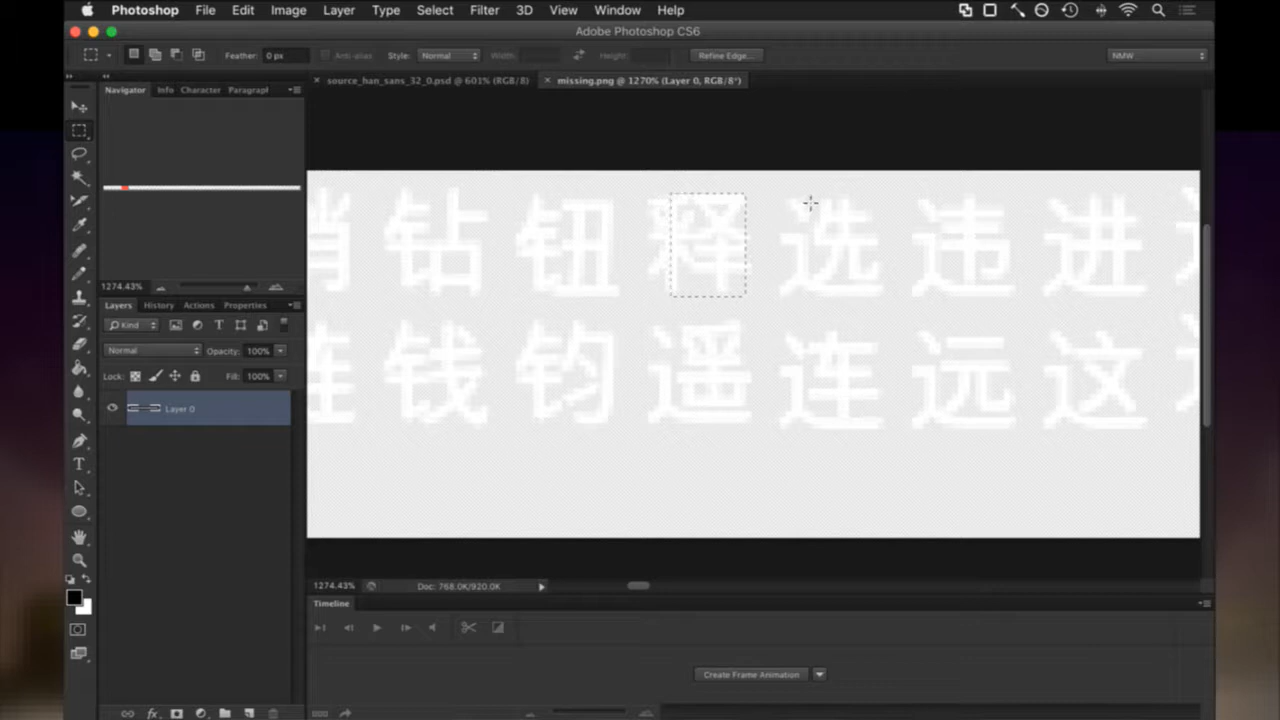 Photoshop File Edit Image Layer Type Select Filter 3D View Window Help
Adobe Photoshop CS6
Feather: 0 px Anti-alias Style: Normal Width: Height: Refine Edge... NMW
source_han_sans_32_0.psd @ 601% (RGB/8) missing.png @ 1270% (Layer 0, RGB/8*)
Navigator Info Character Paragraph
钻 钮 释 选 违 进
1274.43%
Layers History Actions Properties
Kind
钱 钧 遥 连 远 这
Normal Opacity: 100%
Lock: Fill: 100%
Layer 0
T
1274.43% Doc: 768.0K/920.0K
Timeline
Create Frame Animation
fx